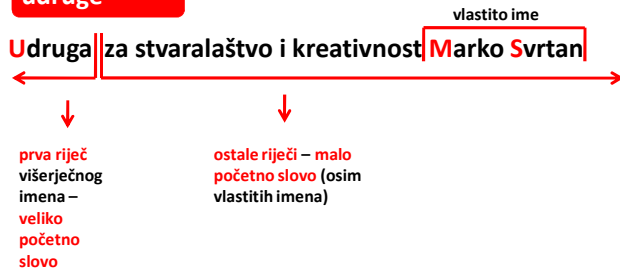 udruge
vlastito ime
Udruga za stvaralaštvo i kreativnost Marko Svrtan
prva riječ
višerječnog
imena –
veliko
početno
slovo
ostale riječi – malo
početno slovo (osim
vlastitih imena)